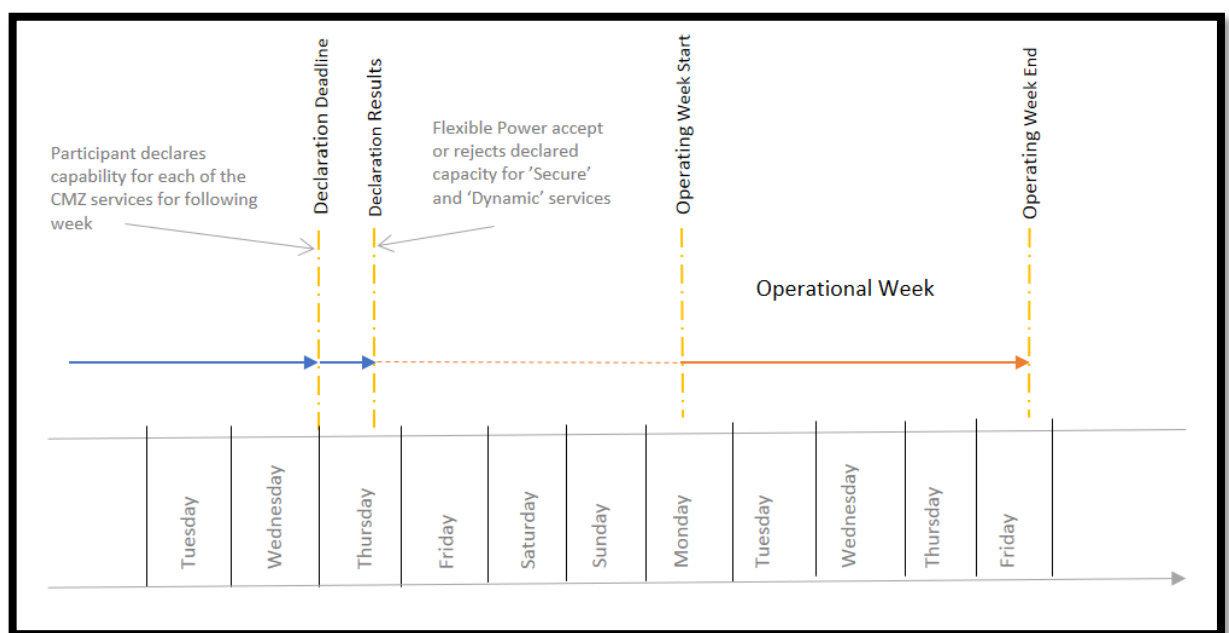 Declaration Deadline
Declaration Results
Operating Week Start
Operating Week End
Participant declares
capability for each of the
CMZ services for following
week
Flexible Power accept
or rejects declared
capacity for ’Secure’
and ‘Dynamic’ services
Operational Week
Tuesday
Wednesday
Thursday
Friday
Saturday
Sunday
Monday
Tuesday
Wednesday
Thursday
Friday